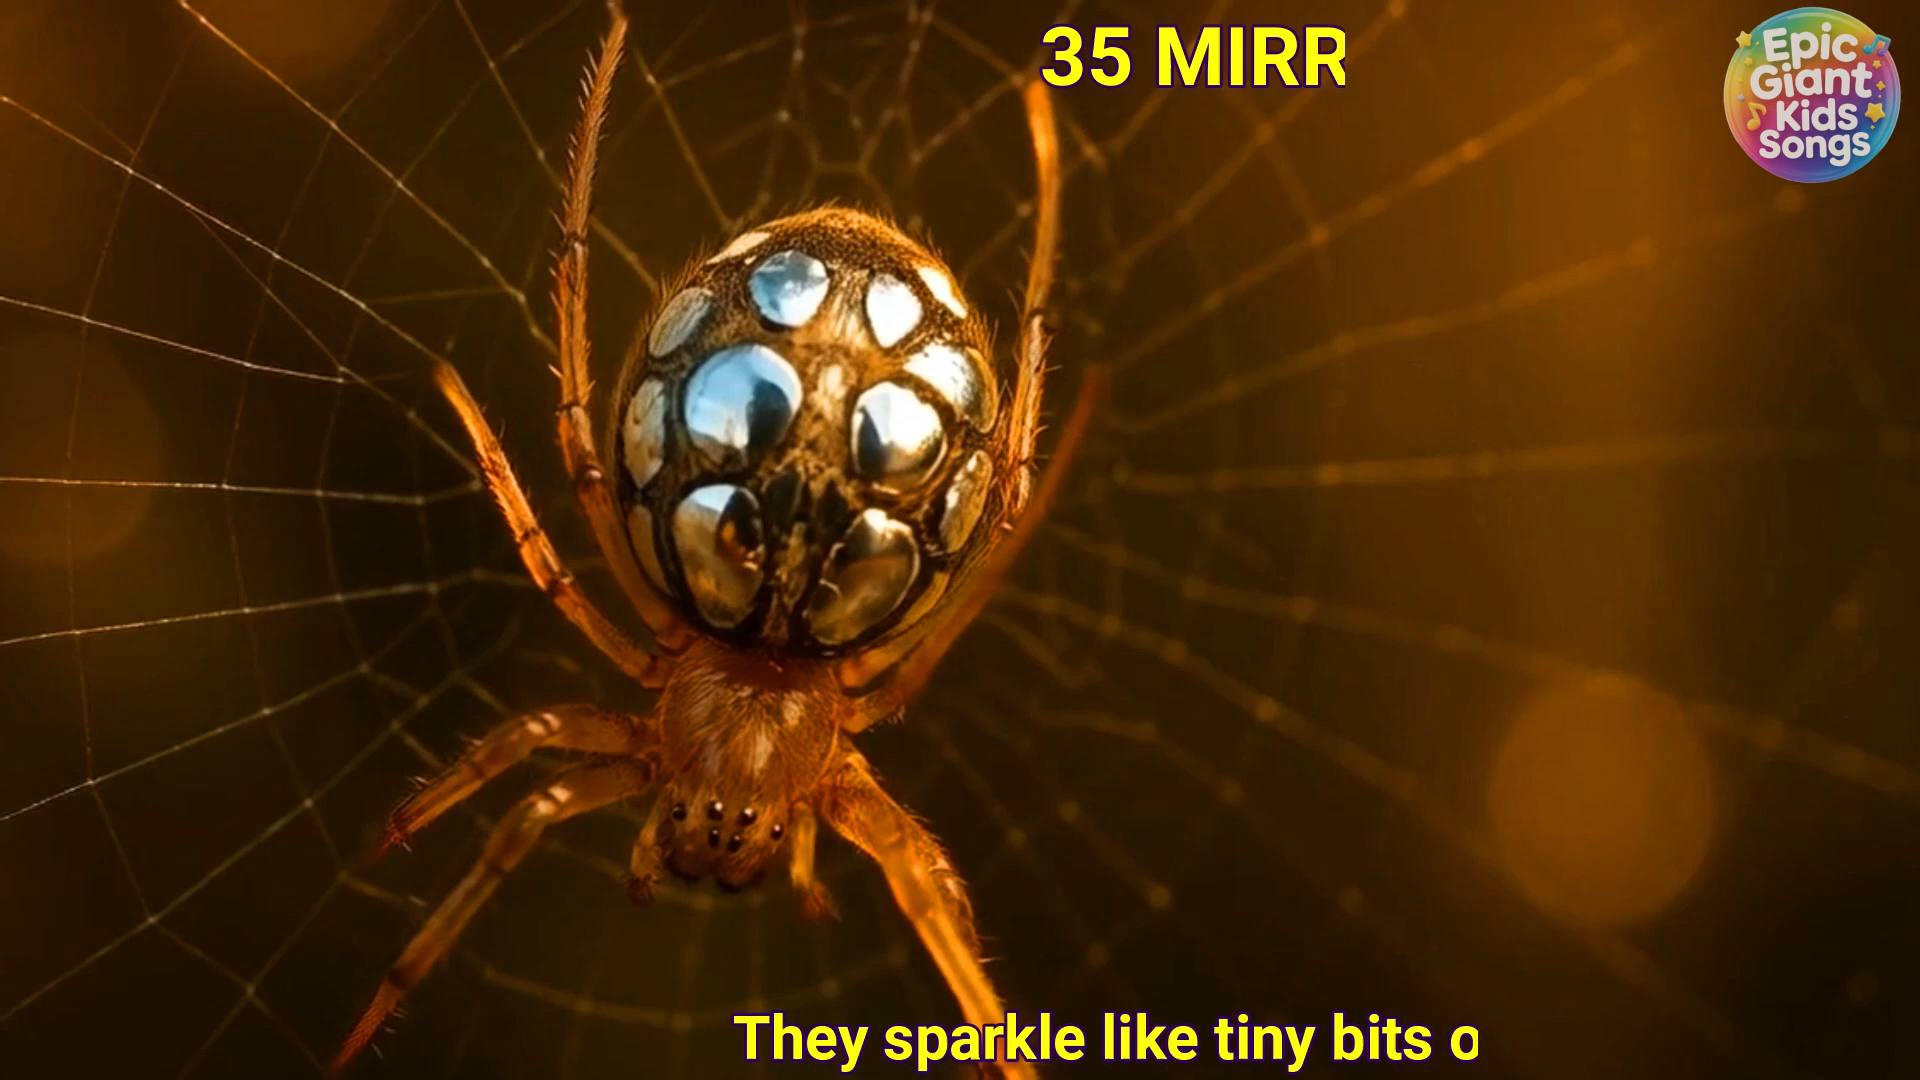 35 MIRR
Epic
Giant
Kids
Songs
They sparkle like tiny bits o